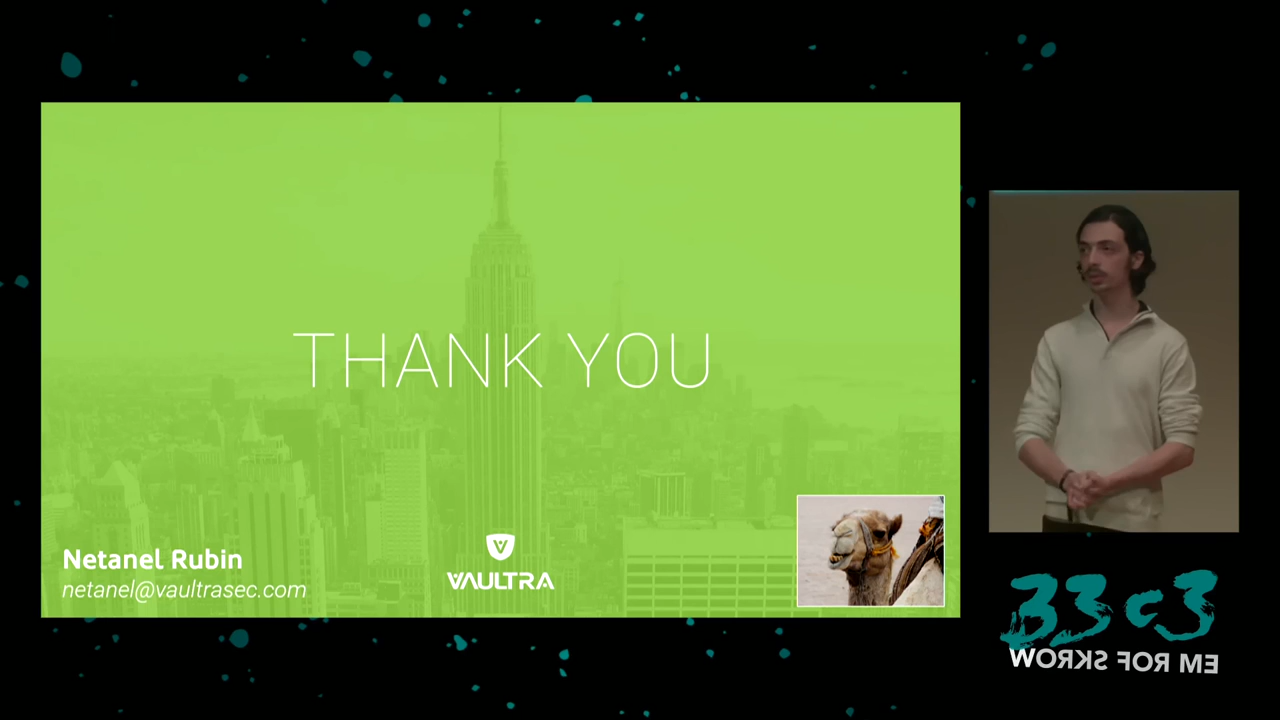 THANK YOU
Netanel Rubin
netanel@vaultrasec.com
VAULTRA
33c3
WORKS FOR ME